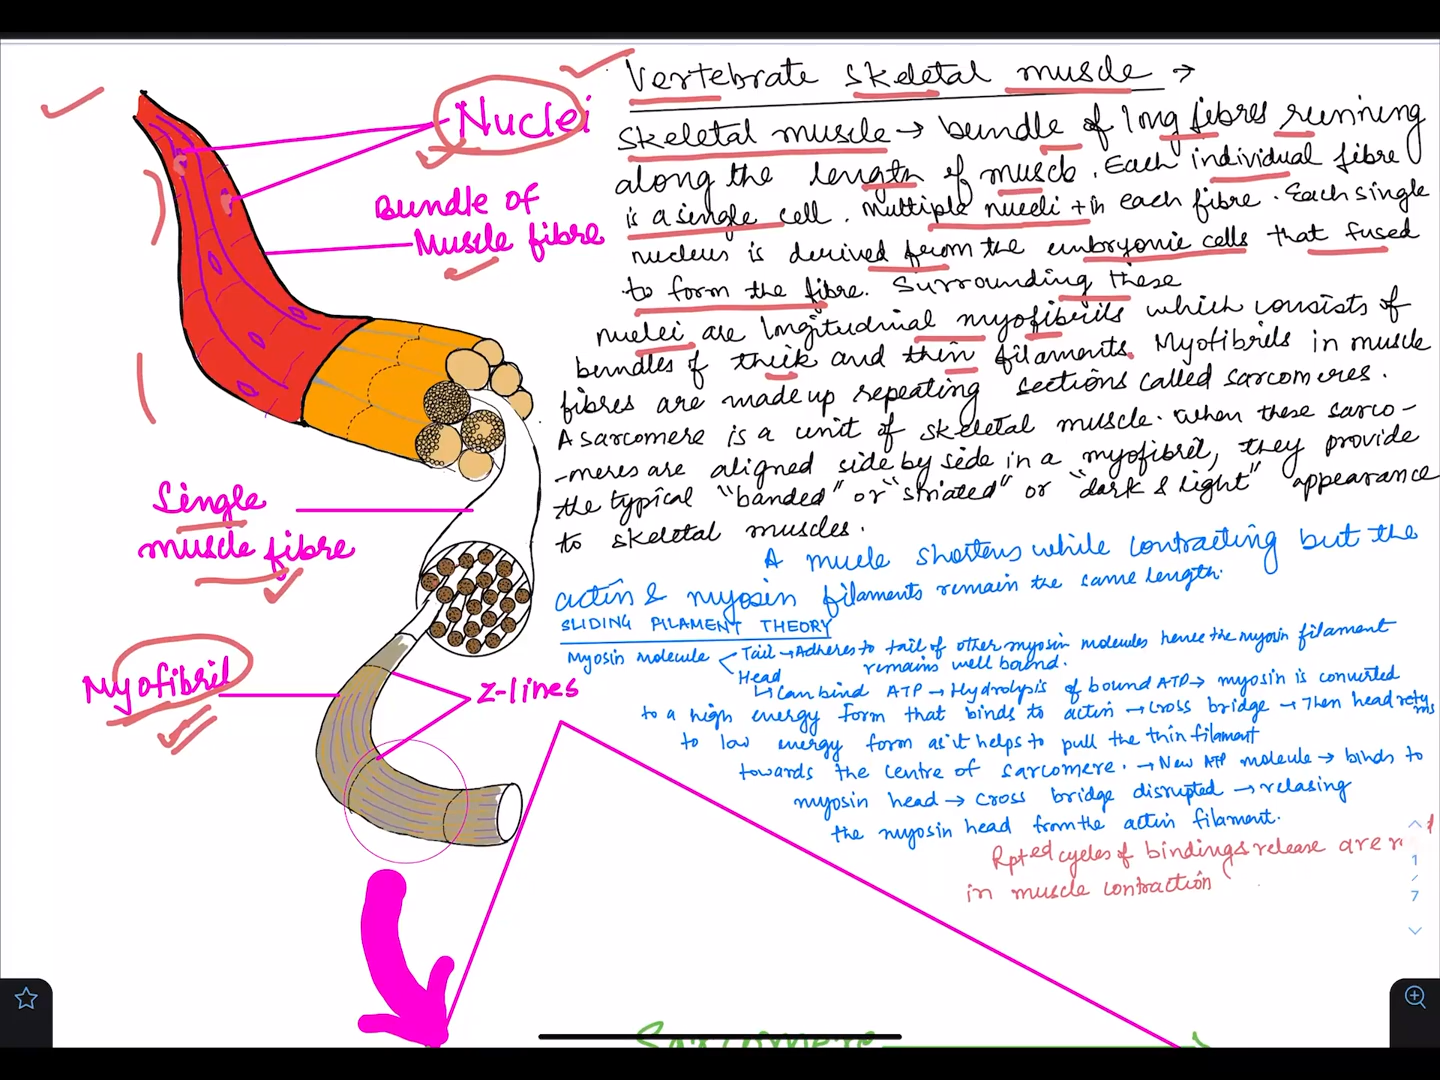 Vertebrate skeletal muscle →
skeletal muscle → bundle of long fibres running
along the length of muscle. Each individual fibre
is a single cell. Multiple nuclei + in each fibre. Each single
nucleus is derived from the embryonic cells that fused
to form the fibre. Surrounding these
nuclei are longitudinal myofibrils which consists of
bundles of thick and thin filaments. Myofibrils in muscle
fibres are made up repeating sections called sarcomeres.
A sarcomere is a unit of skeletal muscle. When these sarco-
-meres are aligned side by side in a myofibril, they provide
the typical "banded" or "striated" or "dark & light" appearance
to skeletal muscles.
A mucle shortens while contracting but the
actin & myosin filaments remain the same length.
SLIDING FILAMENT THEORY
Myosin molecule Tail → Adheres to tail of other myosin molecules hence the myosin filament
remains well bound.
Head
↳ Can bind ATP → Hydrolysis of bound ATP → myosin is converted
to a high energy form that binds to actin → cross bridge → Then head returns
to low energy form as it helps to pull the thin filament
towards the centre of sarcomere. → New ATP molecule → binds to
myosin head → cross bridge disrupted → relasing
the myosin head from the actin filament.
Rpted cycles of binding & release are
in muscle contraction
Nuclei
Bundle of
Muscle fibre
Single
muscle fibre
Myofibril
Z-lines
Sarcomere
1
/
7